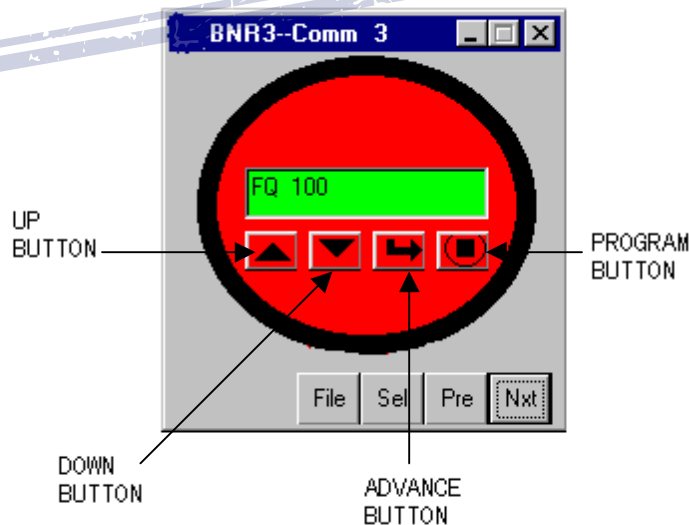 BNR3--Comm 3
FQ 100
UP
BUTTON
PROGRAM
BUTTON
File Sel Pre Nxt
DOWN
BUTTON
ADVANCE
BUTTON